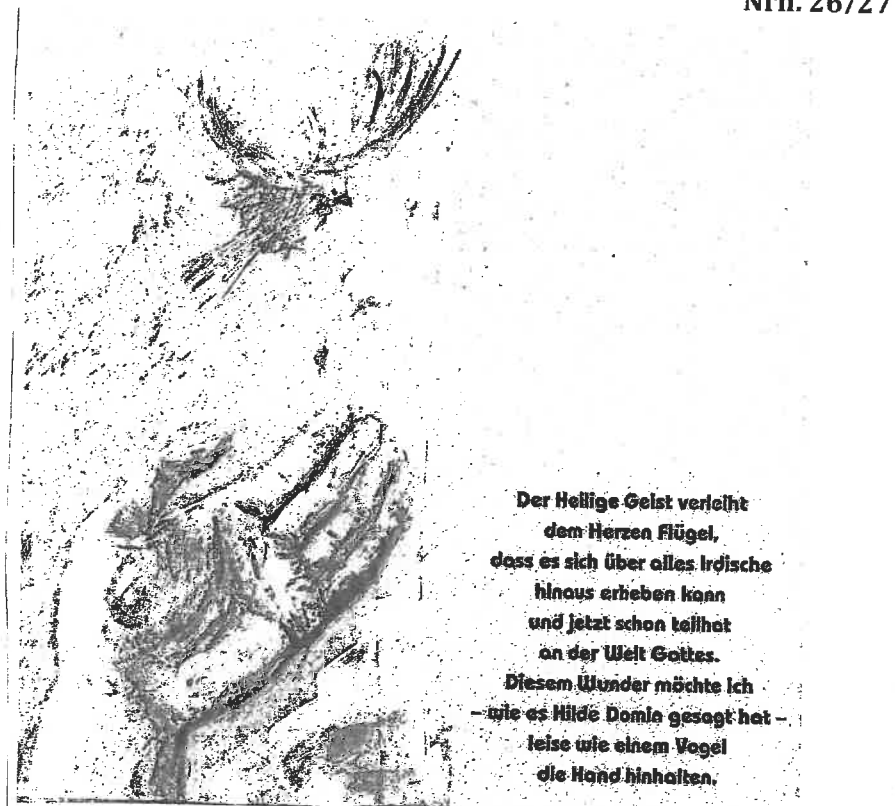 Nrn. 26/27
Der Heilige Geist verleiht
dem Herzen Flügel,
dass es sich über alles Irdische
hinaus erheben kann
und jetzt schon teilhat
an der Welt Gottes.
Diesem Wunder möchte ich
– wie es Hilde Domin gesagt hat –
leise wie einem Vogel
die Hand hinhalten.